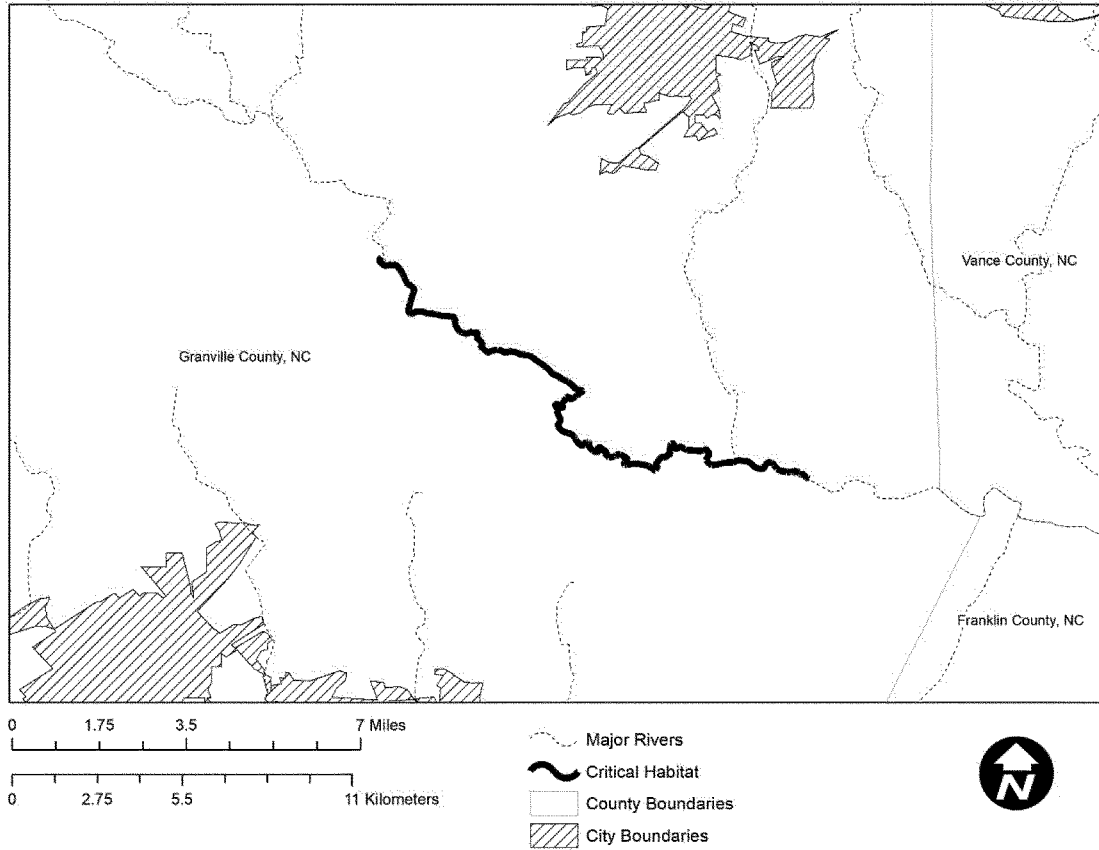 Vance County, NC
Granville County, NC
Franklin County, NC
0 1.75 3.5 7 Miles
0 2.75 5.5 11 Kilometers
Major Rivers
Critical Habitat
County Boundaries
City Boundaries
N